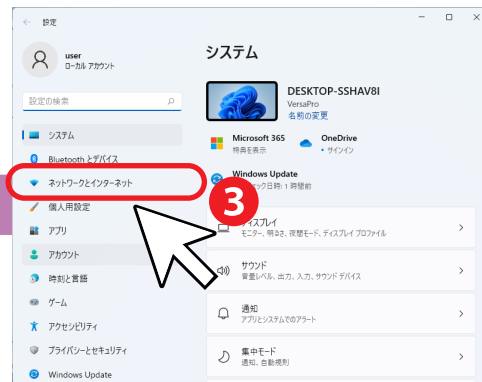 ← 設定
user
ローカル アカウント
設定の検索
システム
Bluetooth とデバイス
ネットワークとインターネット
個人用設定
アプリ
アカウント
時刻と言語
ゲーム
アクセシビリティ
プライバシーとセキュリティ
Windows Update
システム
DESKTOP-SSHAV8I
VersaPro
名前の変更
Microsoft 365
特典を表示
OneDrive
• サインイン
Windows Update
ック日時: 1 時間前
3
ディスプレイ
モニター、明るさ、夜間モード、ディスプレイ プロファイル
サウンド
音量レベル、出力、入力、サウンド デバイス
通知
アプリとシステムでのアラート
集中モード
通知、自動規則